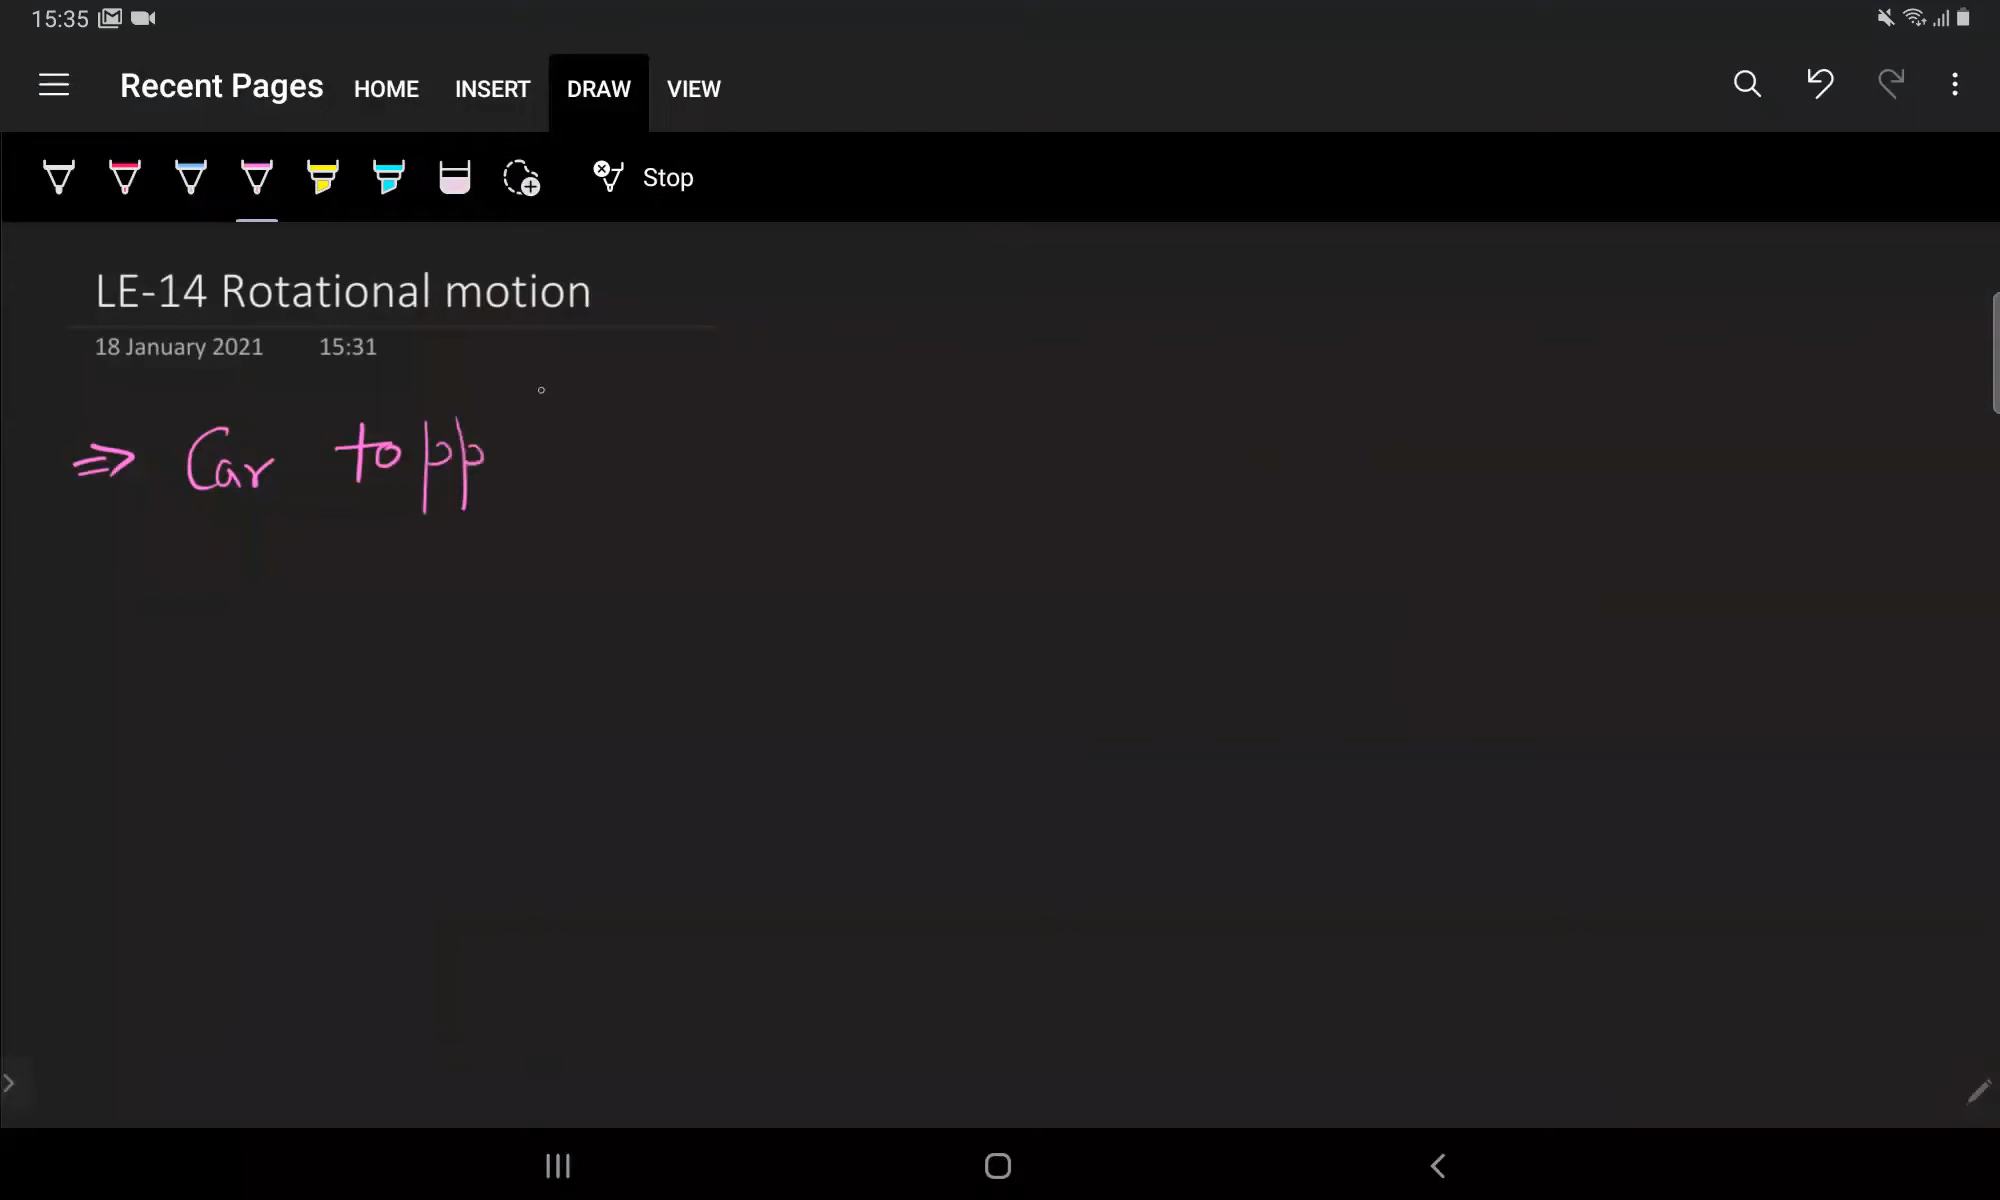 15:35
Recent Pages HOME INSERT DRAW VIEW
Stop
LE-14 Rotational motion
18 January 2021 15:31
⇒ Car topp